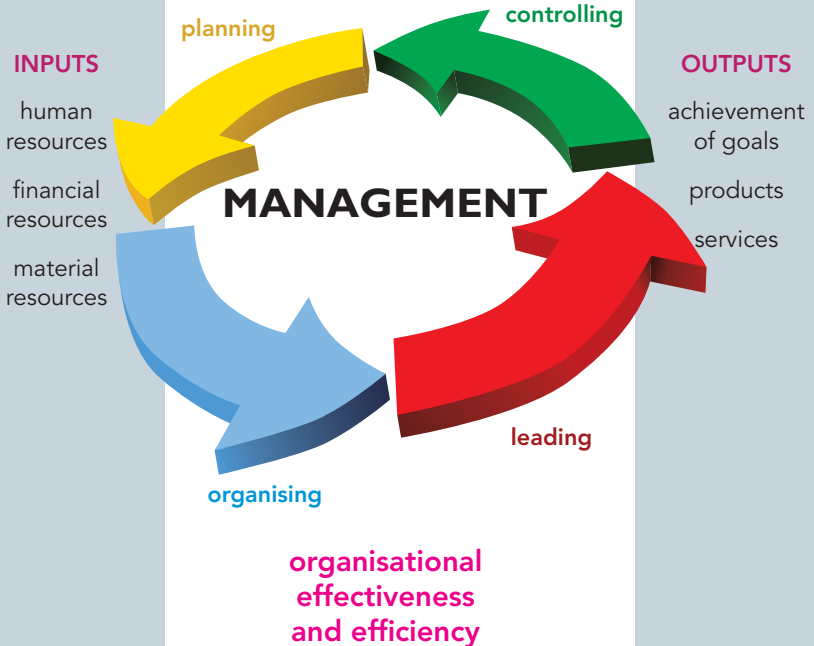 planning
controlling
INPUTS
human
resources
financial
resources
material
resources
MANAGEMENT
OUTPUTS
achievement
of goals
products
services
leading
organising
organisational
effectiveness
and efficiency